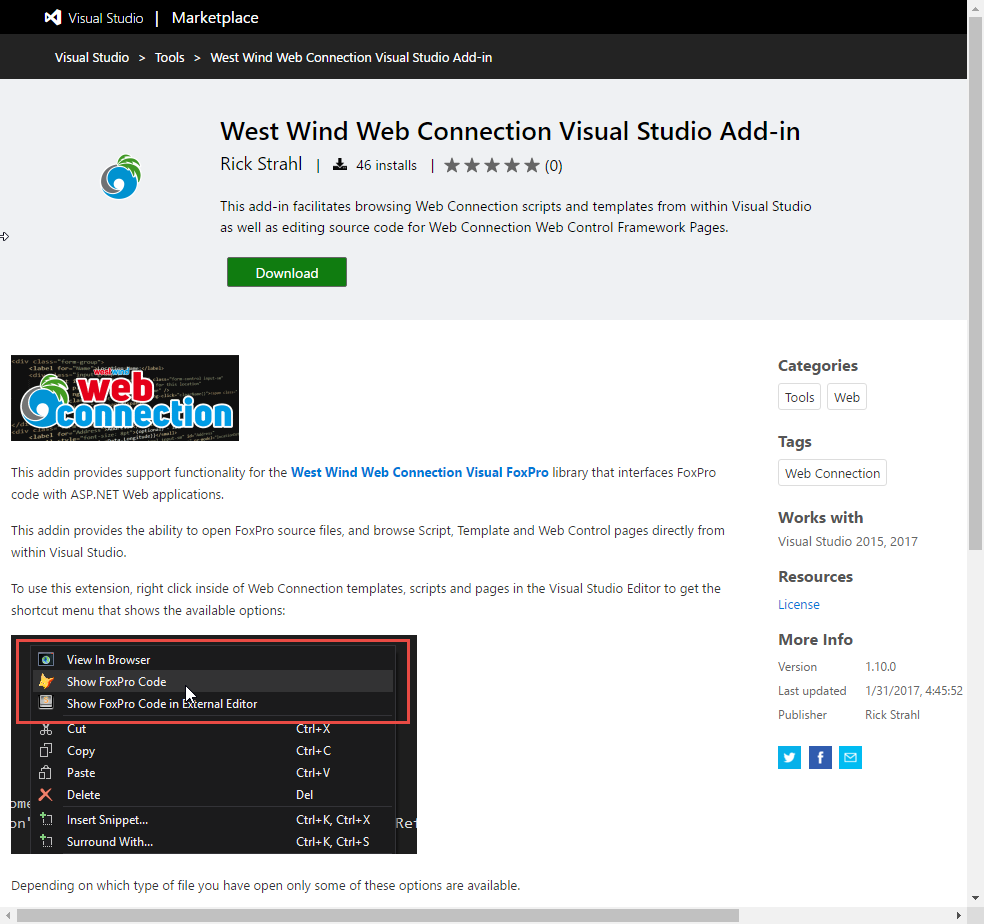 Visual Studio | Marketplace
Visual Studio > Tools > West Wind Web Connection Visual Studio Add-in
West Wind Web Connection Visual Studio Add-in
Rick Strahl | 46 installs | (0)
This add-in facilitates browsing Web Connection scripts and templates from within Visual Studio
as well as editing source code for Web Connection Web Control Framework Pages.
Download
west wind
web
connection
This addin provides support functionality for the West Wind Web Connection Visual FoxPro library that interfaces FoxPro
code with ASP.NET Web applications.
This addin provides the ability to open FoxPro source files, and browse Script, Template and Web Control pages directly from
within Visual Studio.
To use this extension, right click inside of Web Connection templates, scripts and pages in the Visual Studio Editor to get the
shortcut menu that shows the available options:
View In Browser
Show FoxPro Code
Show FoxPro Code in External Editor
Cut Ctrl+X
Copy Ctrl+C
Paste Ctrl+V
Delete Del
Insert Snippet... Ctrl+K, Ctrl+X
Surround With... Ctrl+K, Ctrl+S
Depending on which type of file you have open only some of these options are available.
Categories
Tools Web
Tags
Web Connection
Works with
Visual Studio 2015, 2017
Resources
License
More Info
Version 1.10.0
Last updated 1/31/2017, 4:45:52
Publisher Rick Strahl